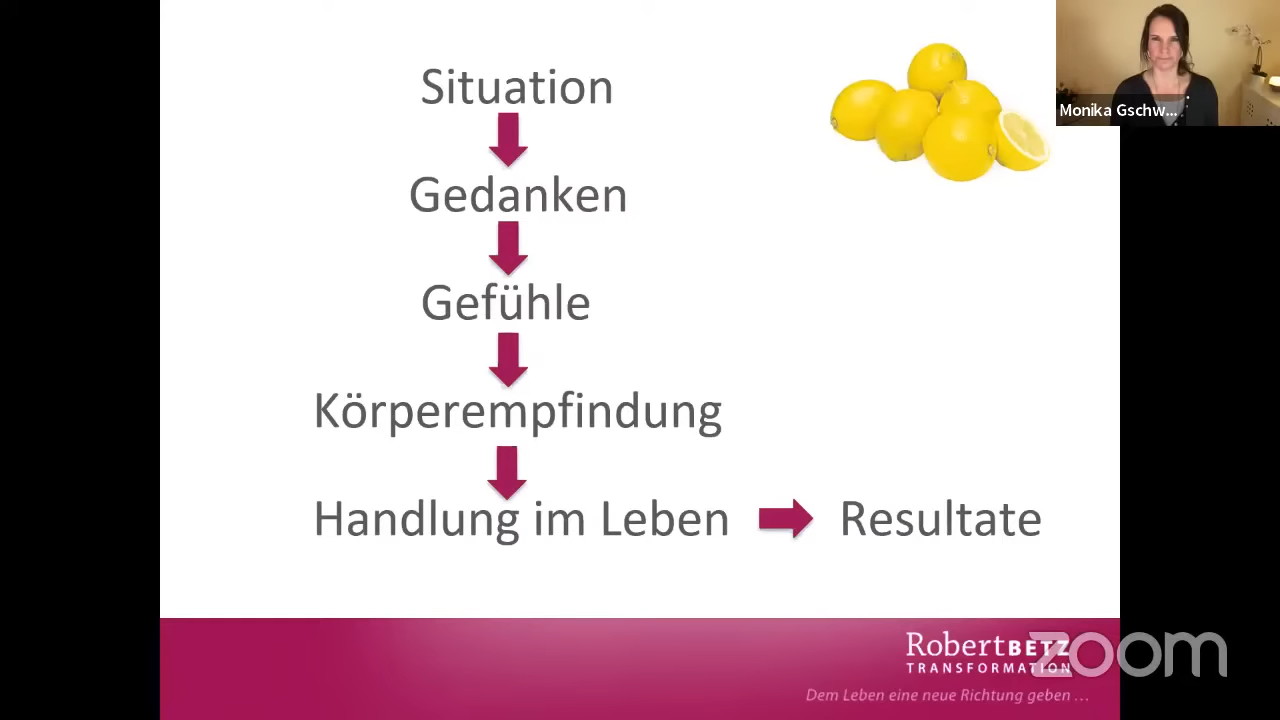 Situation
Gedanken
Gefühle
Körperempfindung
Handlung im Leben Resultate
Monika Gschw...
RobertBETZ
TRANSFORMATION
zoom
Dem Leben eine neue Richtung geben ...